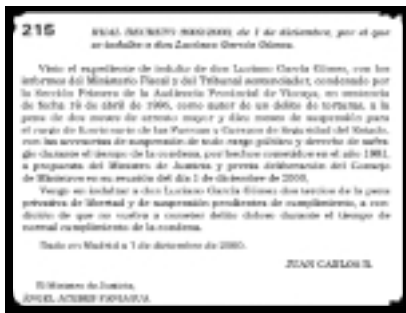 215 REAL DECRETO de 1 de diciembre, por el que
se indulta a don Luciano García Gómez.
Visto el expediente de indulto de don Luciano García Gómez, con los
informes del Ministerio Fiscal y del Tribunal sentenciador, condenado por
la Sección Primera de la Audiencia Provincial de Vizcaya, en sentencia
de fecha de abril de como autor de un delito de torturas, a la
pena de dos meses de arresto mayor y diez meses de suspensión para
el cargo de funcionario de las Fuerzas y Cuerpos de Seguridad del Estado,
con las accesorias de suspensión de todo cargo público y derecho de sufra-
gio durante el tiempo de la condena, por hechos cometidos en el año
a propuesta del Ministro de Justicia y previa deliberación del Consejo
de Ministros en su reunión del día 1 de diciembre de 2000,
Vengo en indultar a don Luciano García Gómez dos tercios de la pena
privativa de libertad y de suspensión pendientes de cumplimiento, a con-
dición de que no vuelva a cometer delito doloso durante el tiempo de
normal cumplimiento de la condena.
Dado en Madrid a 1 de diciembre de 2000.
JUAN CARLOS R.
El Ministro de Justicia,
ÁNGEL ACEBES PANIAGUA